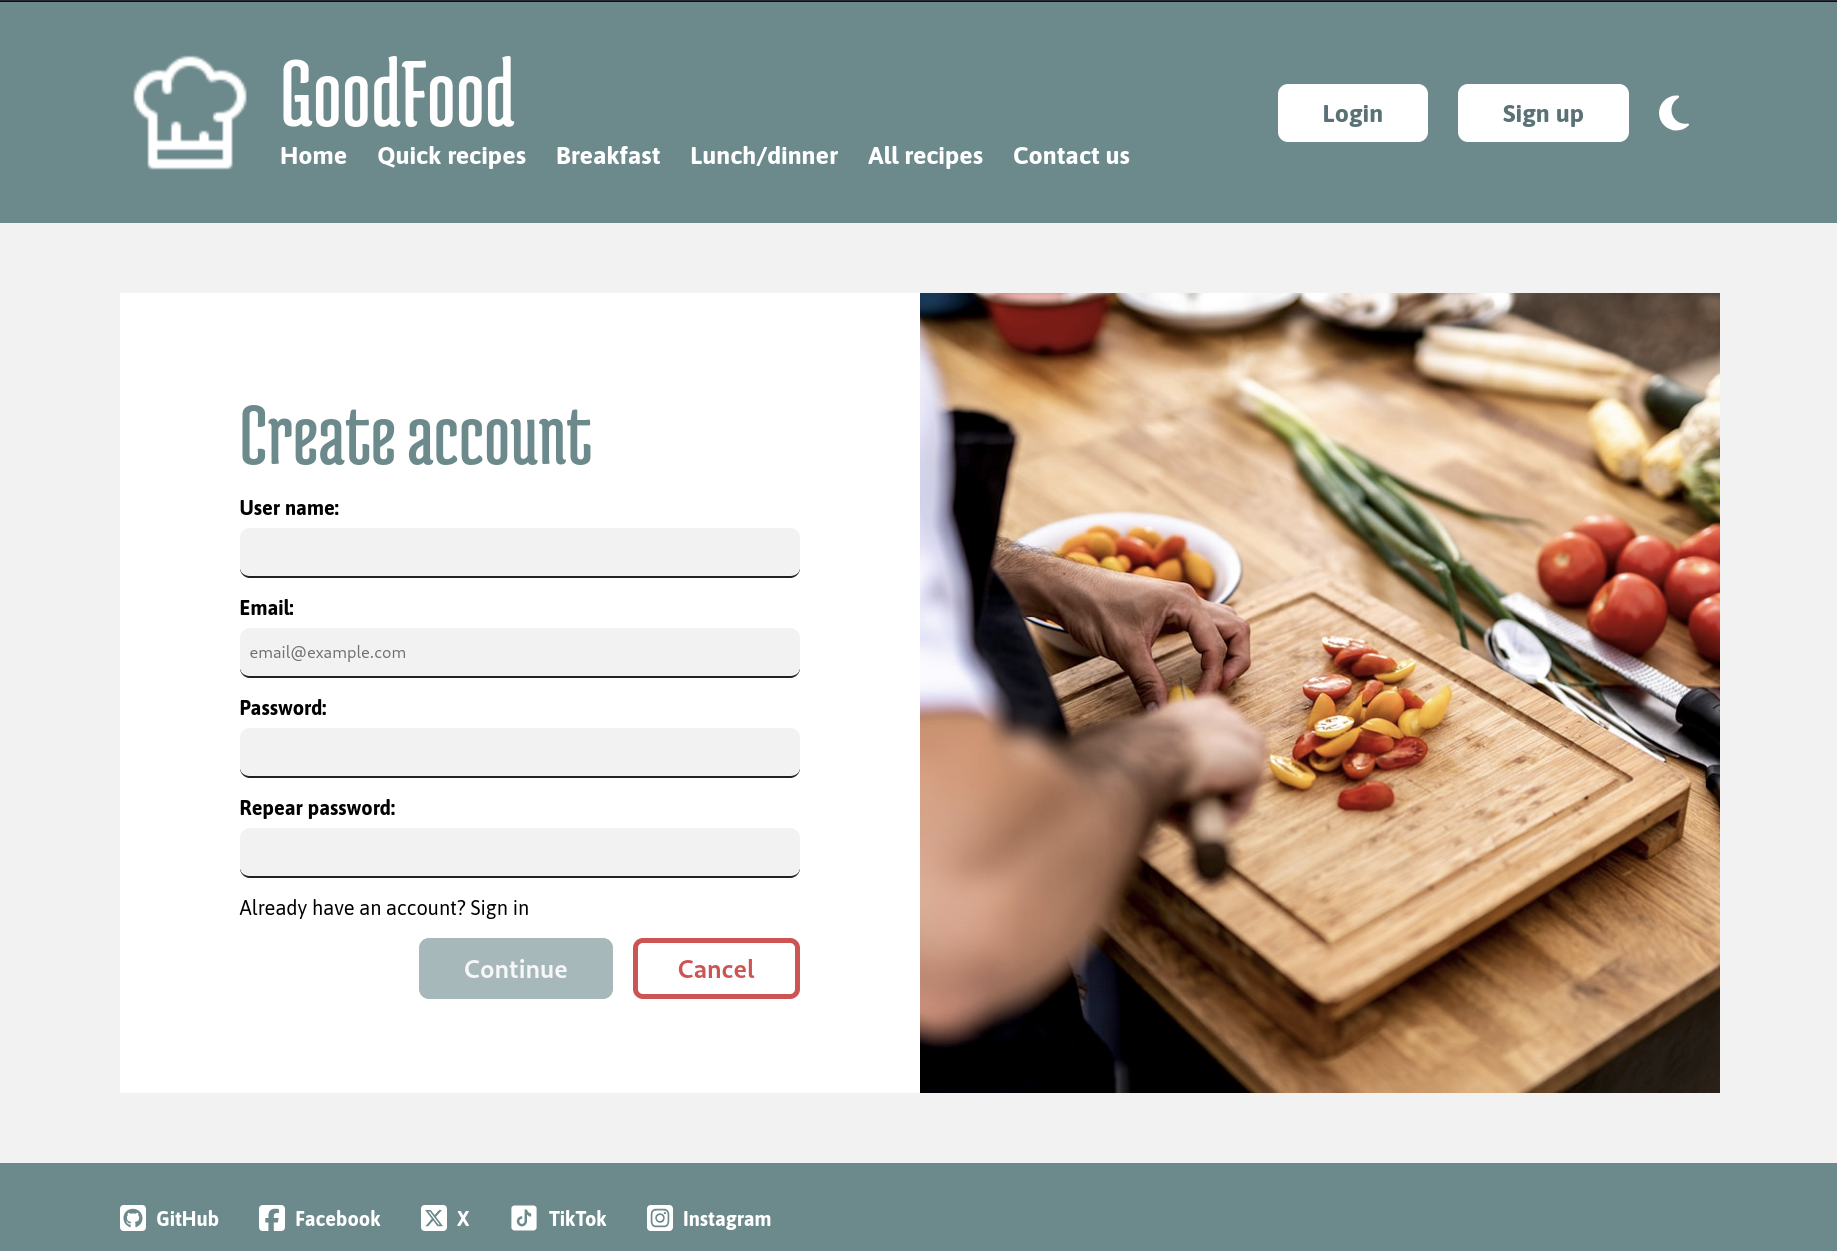 GoodFood
Home Quick recipes Breakfast Lunch/dinner All recipes Contact us
Login Sign up
Create account
User name:
Email:
email@example.com
Password:
Repear password:
Already have an account? Sign in
Continue Cancel
GitHub Facebook X TikTok Instagram